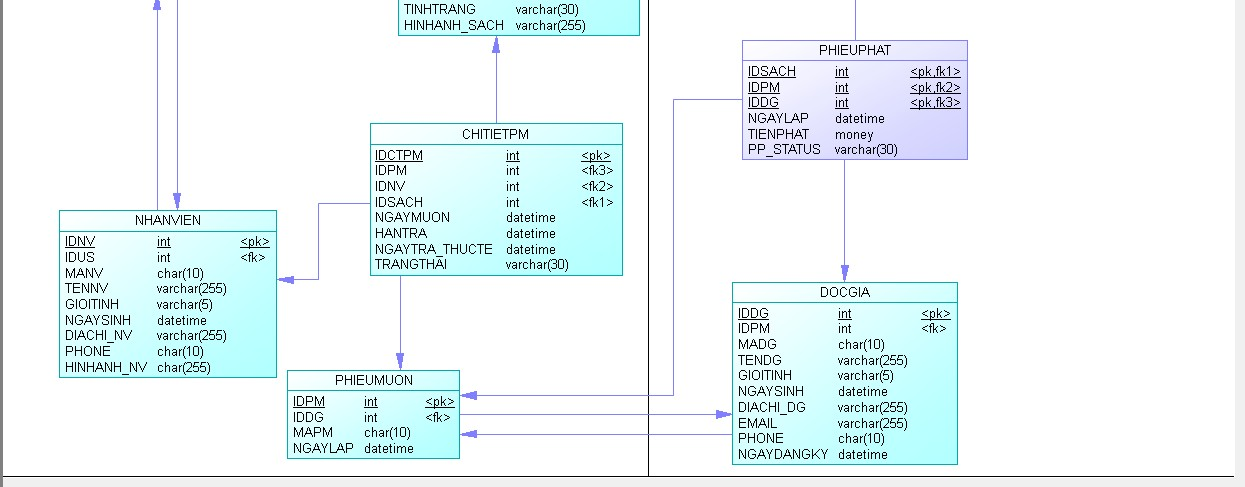 TINHTRANG varchar(30)
HINHANH_SACH varchar(255)
PHIEUPHAT
IDSACH int <pk,fk1>
IDPM int <pk,fk2>
IDDG int <pk,fk3>
NGAYLAP datetime
TIENPHAT money
PP_STATUS varchar(30)
CHITIETPM
IDCTPM int <pk>
IDPM int <fk3>
IDNV int <fk2>
IDSACH int <fk1>
NGAYMUON datetime
HANTRA datetime
NGAYTRA_THUCTE datetime
TRANGTHAI varchar(30)
NHANVIEN
IDNV int <pk>
IDUS int <fk>
MANV char(10)
TENNV varchar(255)
GIOITINH varchar(5)
NGAYSINH datetime
DIACHI_NV varchar(255)
PHONE char(10)
HINHANH_NV char(255)
DOCGIA
IDDG int <pk>
IDPM int <fk>
MADG char(10)
TENDG varchar(255)
GIOITINH varchar(5)
NGAYSINH datetime
DIACHI_DG varchar(255)
EMAIL varchar(255)
PHONE char(10)
NGAYDANGKY datetime
PHIEUMUON
IDPM int <pk>
IDDG int <fk>
MAPM char(10)
NGAYLAP datetime